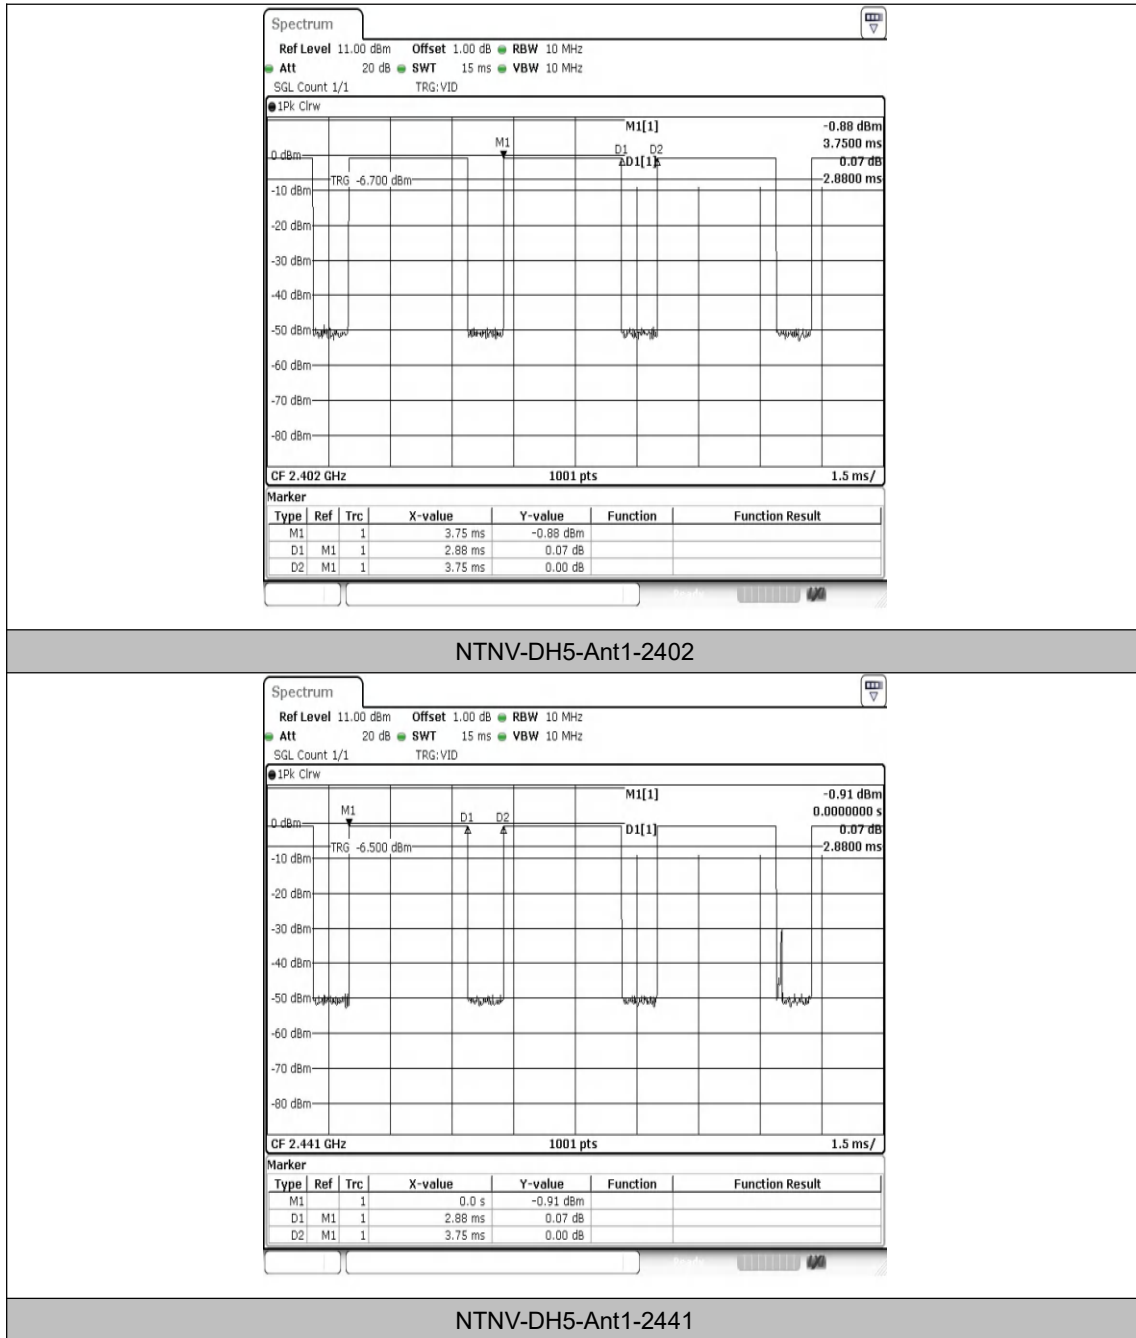 Spectrum
Ref Level 11.00 dBm Offset 1.00 dB RBW 10 MHz
Att 20 dB SWT 15 ms VBW 10 MHz
SGL Count 1/1 TRG:VID
1Pk Clrw
M1[1] -0.88 dBm
3.7500 ms
M1
D1 D2
0 dBm
D1[1] 0.07 dB
TRG -6.700 dBm
2.8800 ms
-10 dBm
-20 dBm
-30 dBm
-40 dBm
-50 dBm
-60 dBm
-70 dBm
-80 dBm
CF 2.402 GHz 1001 pts 1.5 ms/
Marker
Type Ref Trc X-value Y-value Function Function Result
M1 1 3.75 ms -0.88 dBm
D1 M1 1 2.88 ms 0.07 dB
D2 M1 1 3.75 ms 0.00 dB
NTNV-DH5-Ant1-2402
Spectrum
Ref Level 11.00 dBm Offset 1.00 dB RBW 10 MHz
Att 20 dB SWT 15 ms VBW 10 MHz
SGL Count 1/1 TRG:VID
1Pk Clrw
M1[1] -0.91 dBm
0.0000000 s
M1
D1 D2
0 dBm
D1[1] 0.07 dB
TRG -6.500 dBm
2.8800 ms
-10 dBm
-20 dBm
-30 dBm
-40 dBm
-50 dBm
-60 dBm
-70 dBm
-80 dBm
CF 2.441 GHz 1001 pts 1.5 ms/
Marker
Type Ref Trc X-value Y-value Function Function Result
M1 1 0.0 s -0.91 dBm
D1 M1 1 2.88 ms 0.07 dB
D2 M1 1 3.75 ms 0.00 dB
NTNV-DH5-Ant1-2441